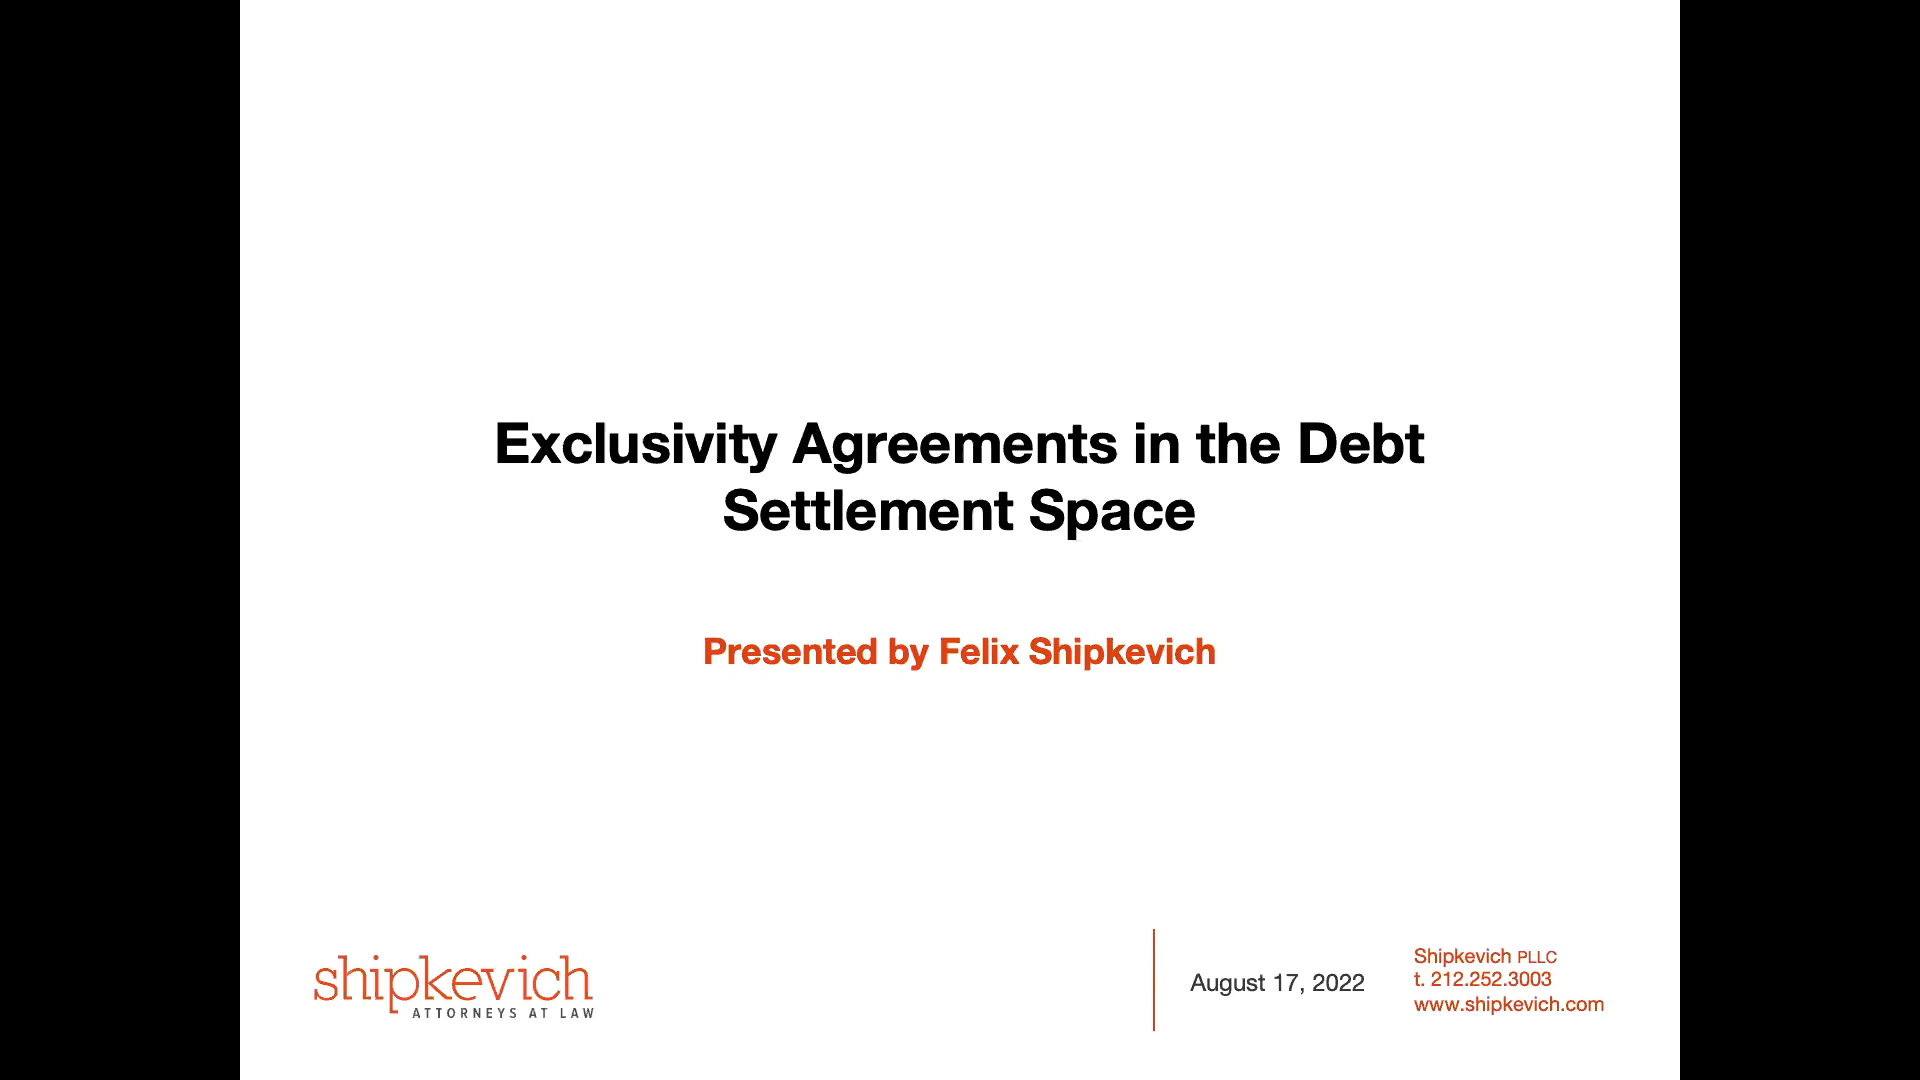 Exclusivity Agreements in the Debt
Settlement Space
Presented by Felix Shipkevich
shipkevich
ATTORNEYS AT LAW
August 17, 2022
Shipkevich PLLC
t. 212.252.3003
www.shipkevich.com